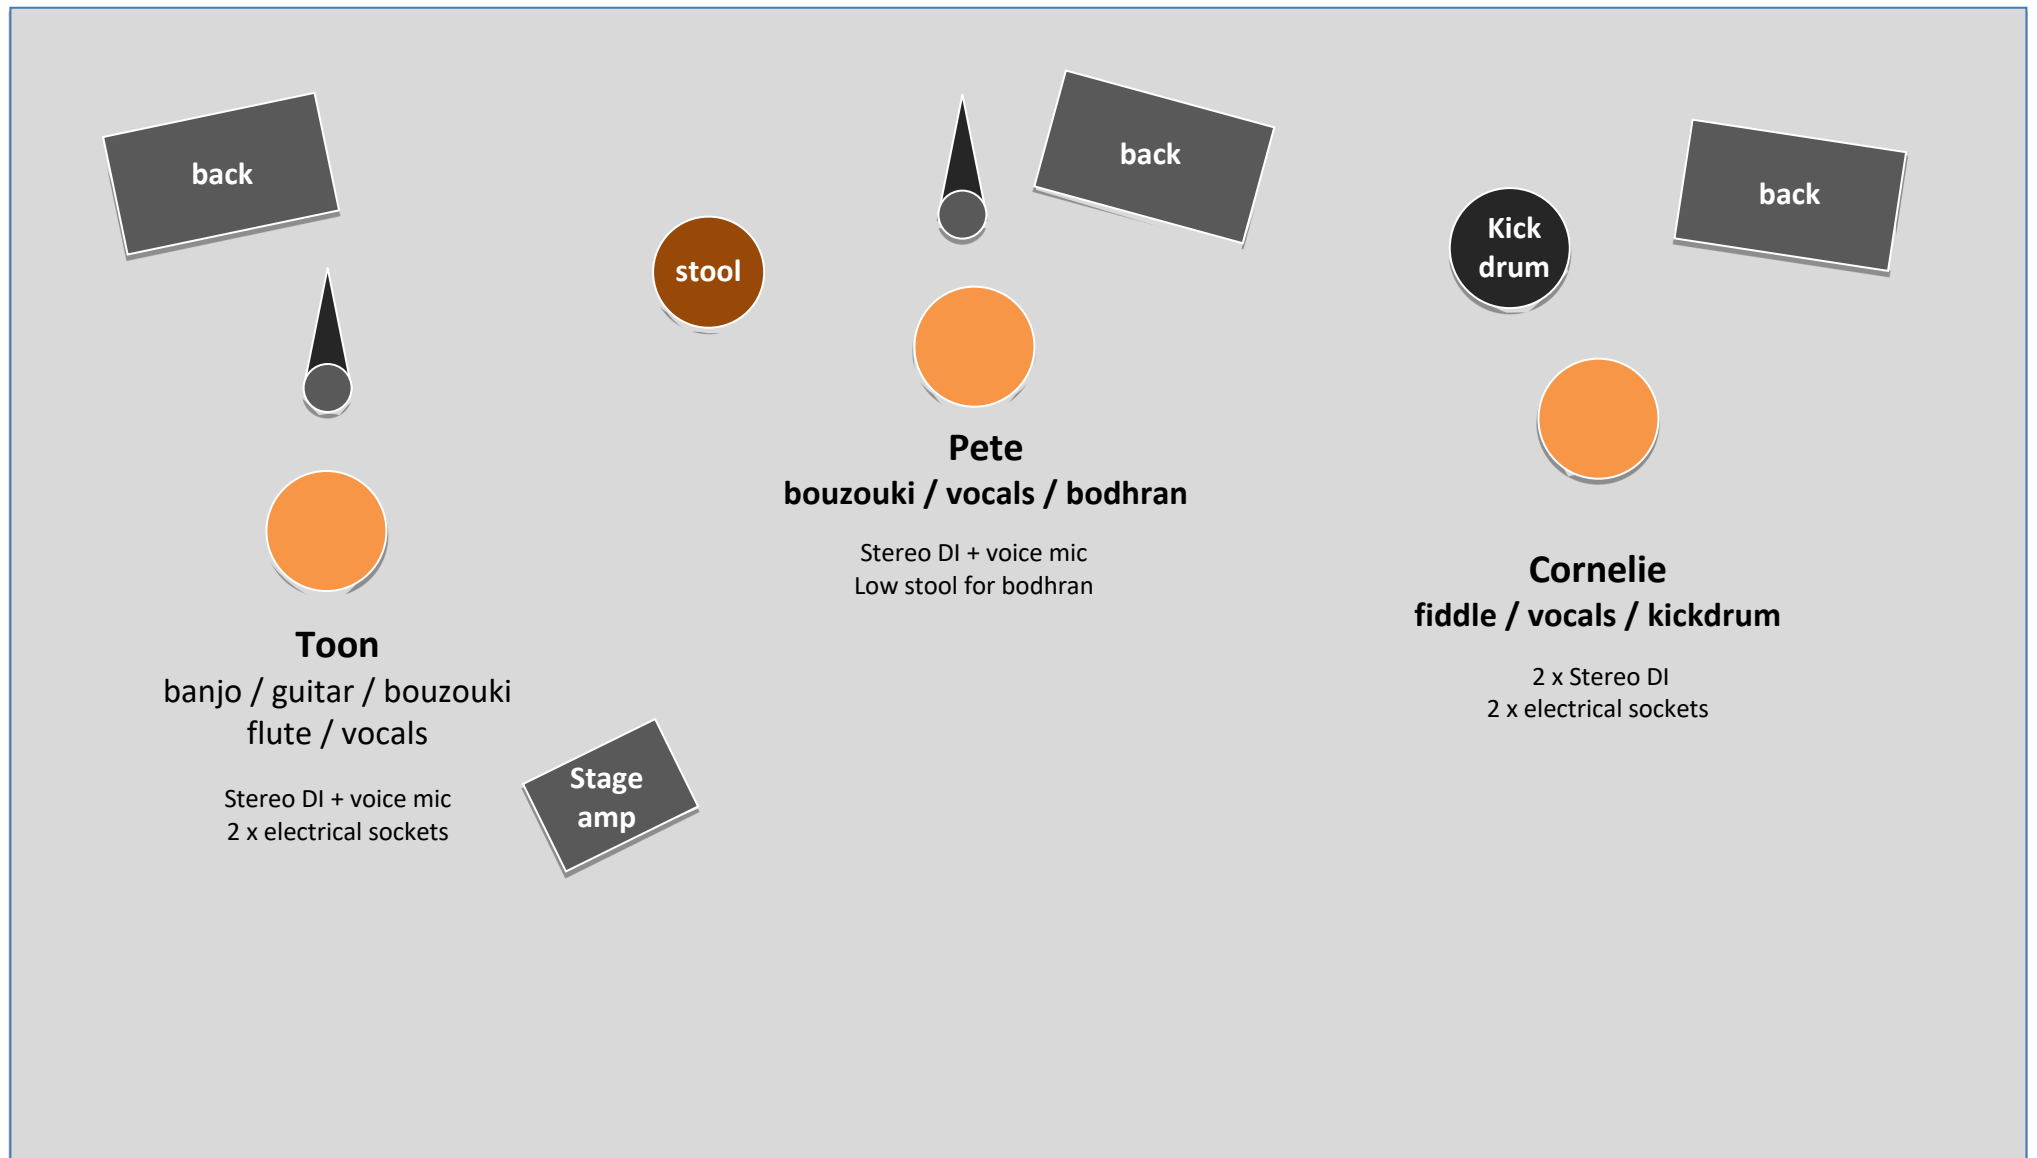 back
back
back
stool
Kick
drum
Pete
bouzouki / vocals / bodhran
Stereo DI + voice mic
Low stool for bodhran
Cornelie
fiddle / vocals / kickdrum
2 x Stereo DI
2 x electrical sockets
Toon
banjo / guitar / bouzouki
flute / vocals
Stereo DI + voice mic
2 x electrical sockets
Stage
amp